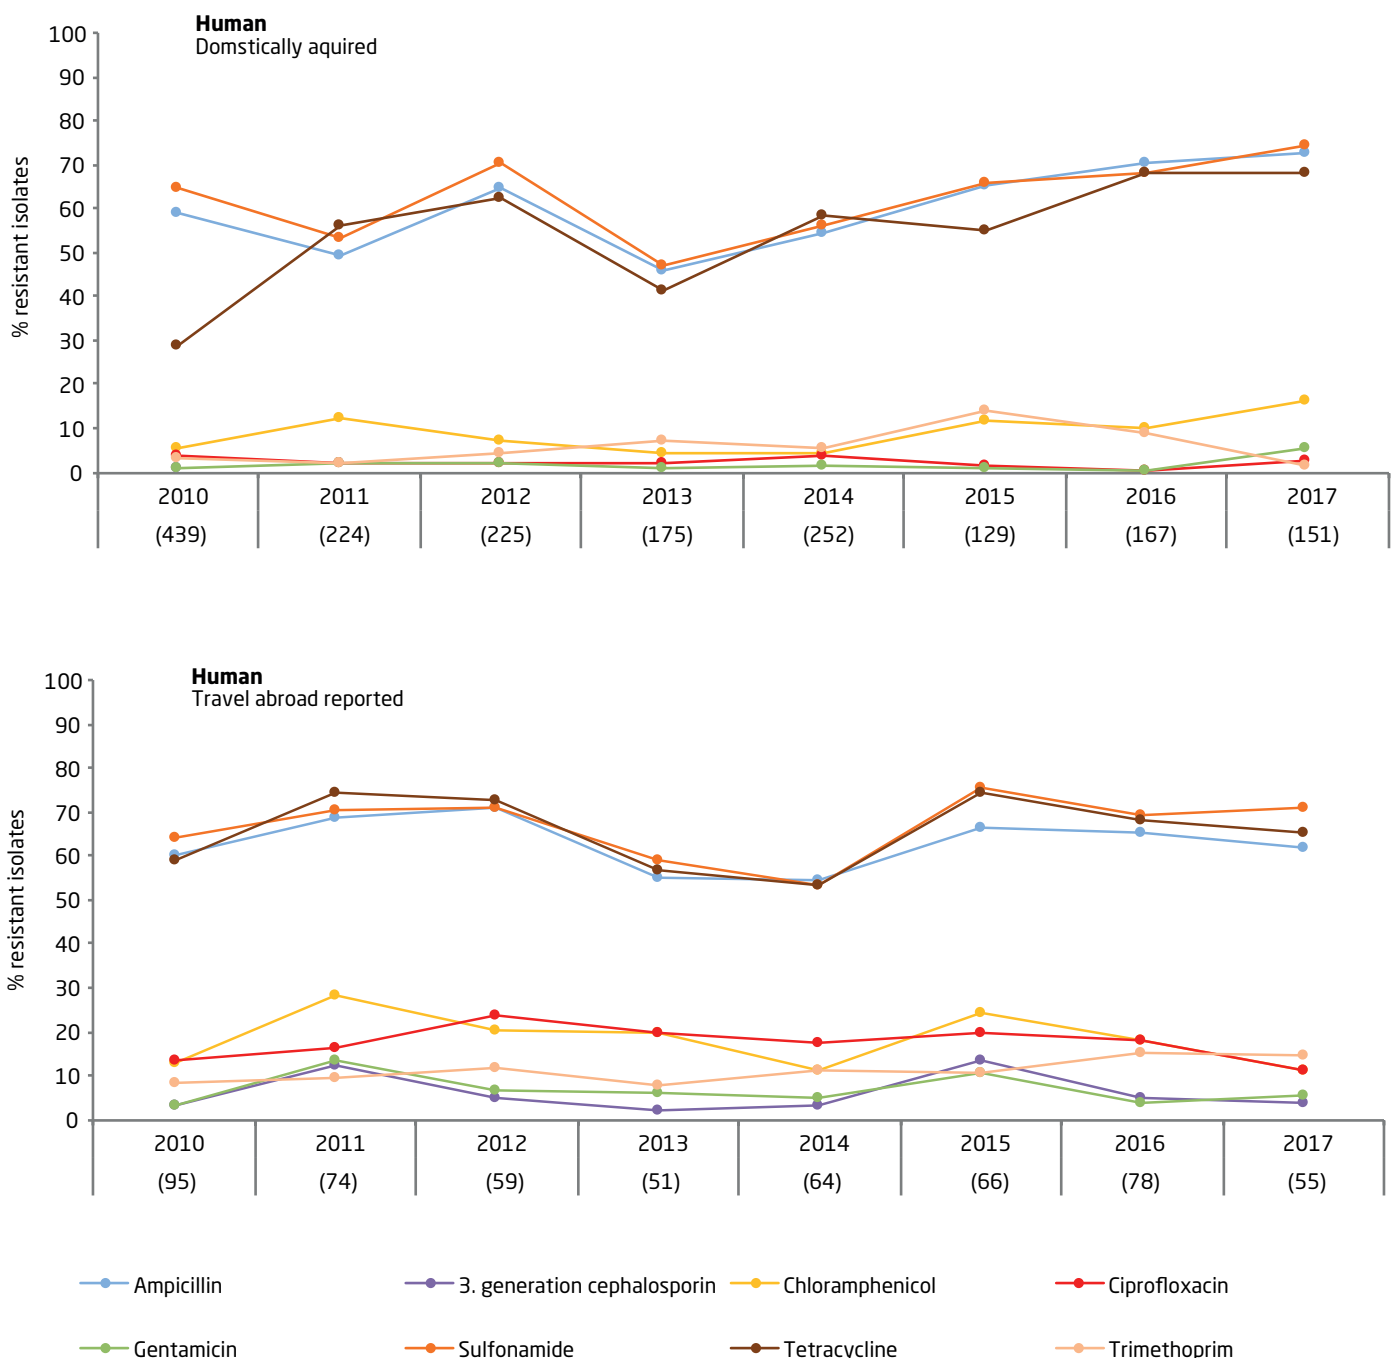 Human
Domstically aquired
100
90
80
70
60
50
40
30
20
10
0
% resistant isolates
2010 2011 2012 2013 2014 2015 2016 2017
(439) (224) (225) (175) (252) (129) (167) (151)
Human
Travel abroad reported
100
90
80
70
60
50
40
30
20
10
0
% resistant isolates
2010 2011 2012 2013 2014 2015 2016 2017
(95) (74) (59) (51) (64) (66) (78) (55)
Ampicillin 3. generation cephalosporin Chloramphenicol Ciprofloxacin
Gentamicin Sulfonamide Tetracycline Trimethoprim